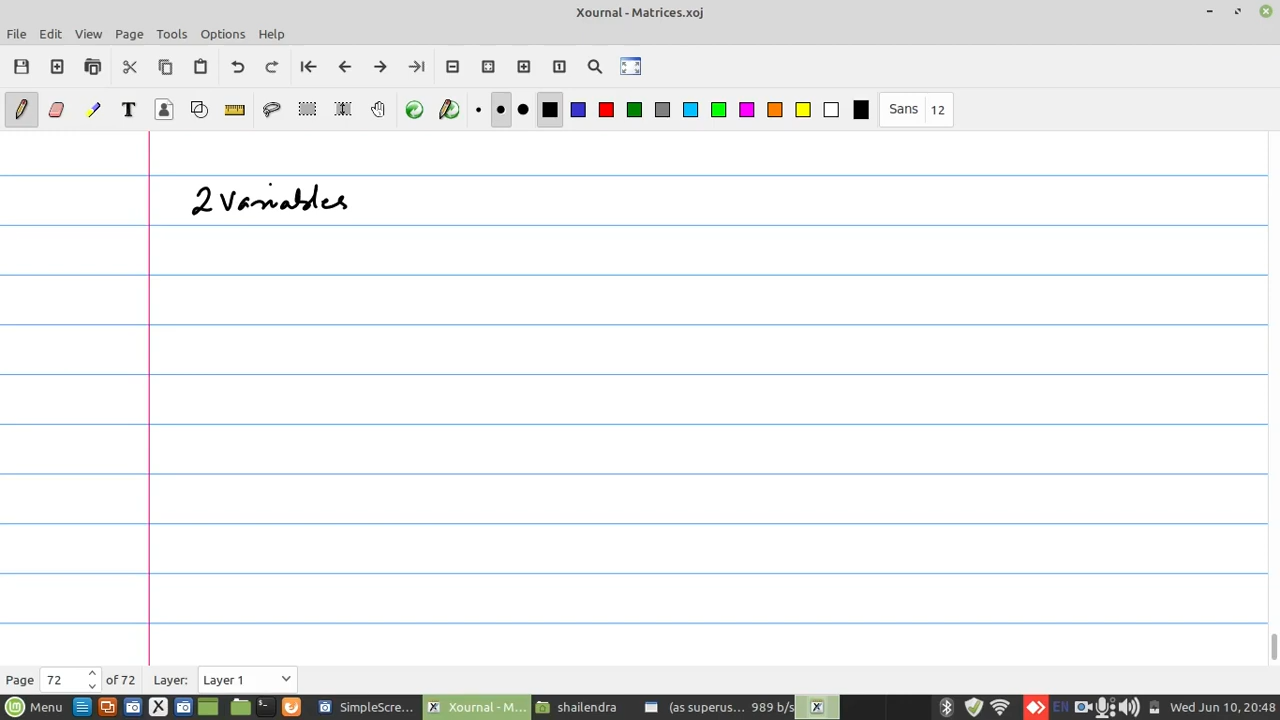 Xournal - Matrices.xoj
File Edit View Page Tools Options Help
Sans 12
2 variables
Page 72 of 72 Layer: Layer 1
Menu SimpleScre... Xournal - M... shailendra (as superus... 989 b/s EN Wed Jun 10, 20:48